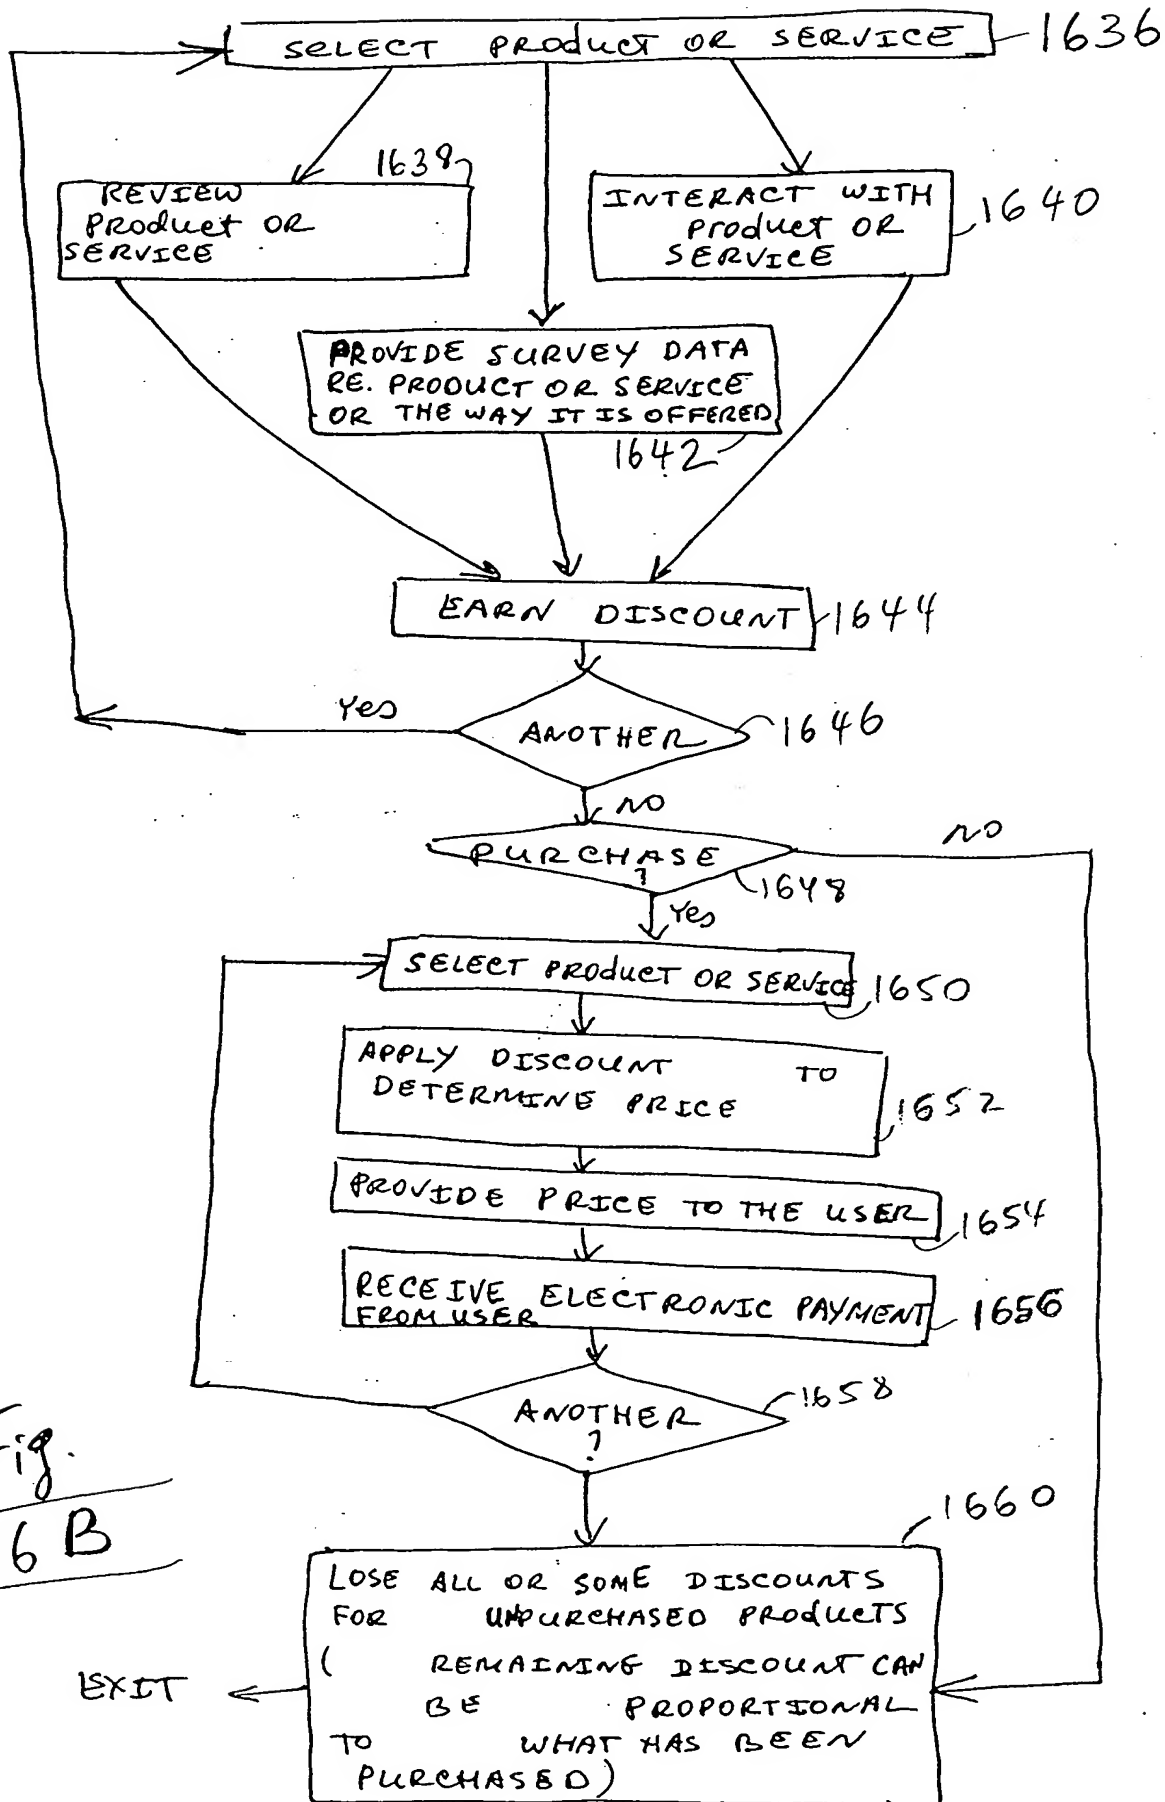 SELECT PRODUCT OR SERVICE 1636
1638
REVIEW
PRODUCT OR
SERVICE
INTERACT WITH
PRODUCT OR
SERVICE
1640
PROVIDE SURVEY DATA
RE. PRODUCT OR SERVICE
OR THE WAY IT IS OFFERED
1642
EARN DISCOUNT 1644
Yes
ANOTHER 1646
NO
PURCHASE
?
NO
1648
Yes
SELECT PRODUCT OR SERVICE 1650
APPLY DISCOUNT TO
DETERMINE PRICE
1652
PROVIDE PRICE TO THE USER 1654
RECEIVE ELECTRONIC PAYMENT
FROM USER
1656
ANOTHER
?
1658
Fig.
6 B
1660
LOSE ALL OR SOME DISCOUNTS
FOR UNPURCHASED PRODUCTS
( REMAINING DISCOUNT CAN
BE PROPORTIONAL
TO WHAT HAS BEEN
PURCHASED)
EXIT